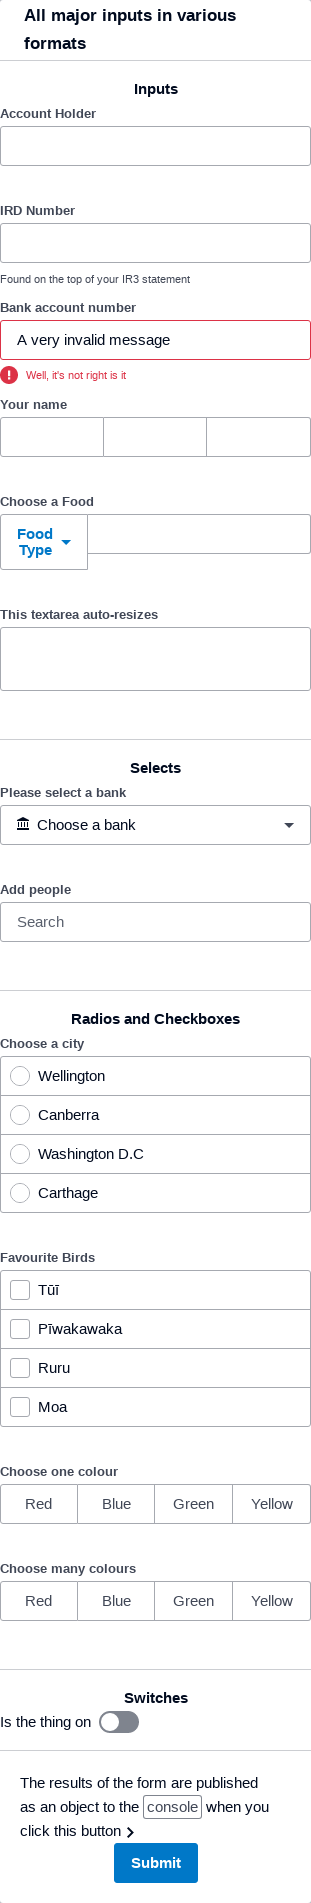 All major inputs in various
formats
Inputs
Account Holder
IRD Number
Found on the top of your IR3 statement
Bank account number
A very invalid message
Well, it's not right is it
Your name
Choose a Food
Food
Type
This textarea auto-resizes
Selects
Please select a bank
Choose a bank
Add people
Search
Radios and Checkboxes
Choose a city
Wellington
Canberra
Washington D.C
Carthage
Favourite Birds
Tūī
Pīwakawaka
Ruru
Moa
Choose one colour
Red Blue Green Yellow
Choose many colours
Red Blue Green Yellow
Switches
Is the thing on
The results of the form are published
as an object to the console when you
click this button
Submit